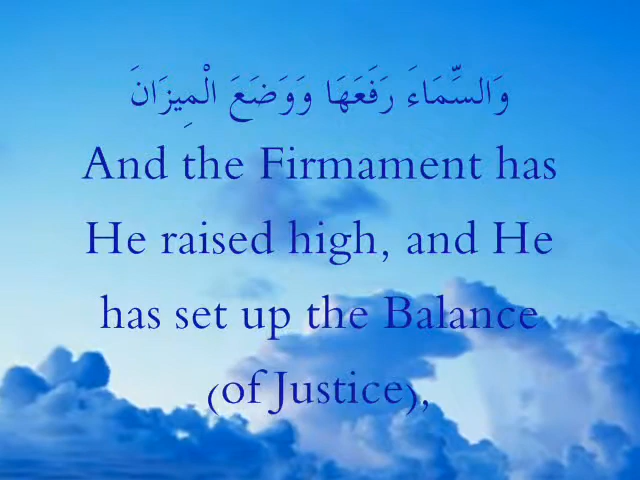 وَالسَّمَاءَ رَفَعَهَا وَوَضَعَ الْمِيزَانَ
And the Firmament has
He raised high, and He
has set up the Balance
(of Justice),